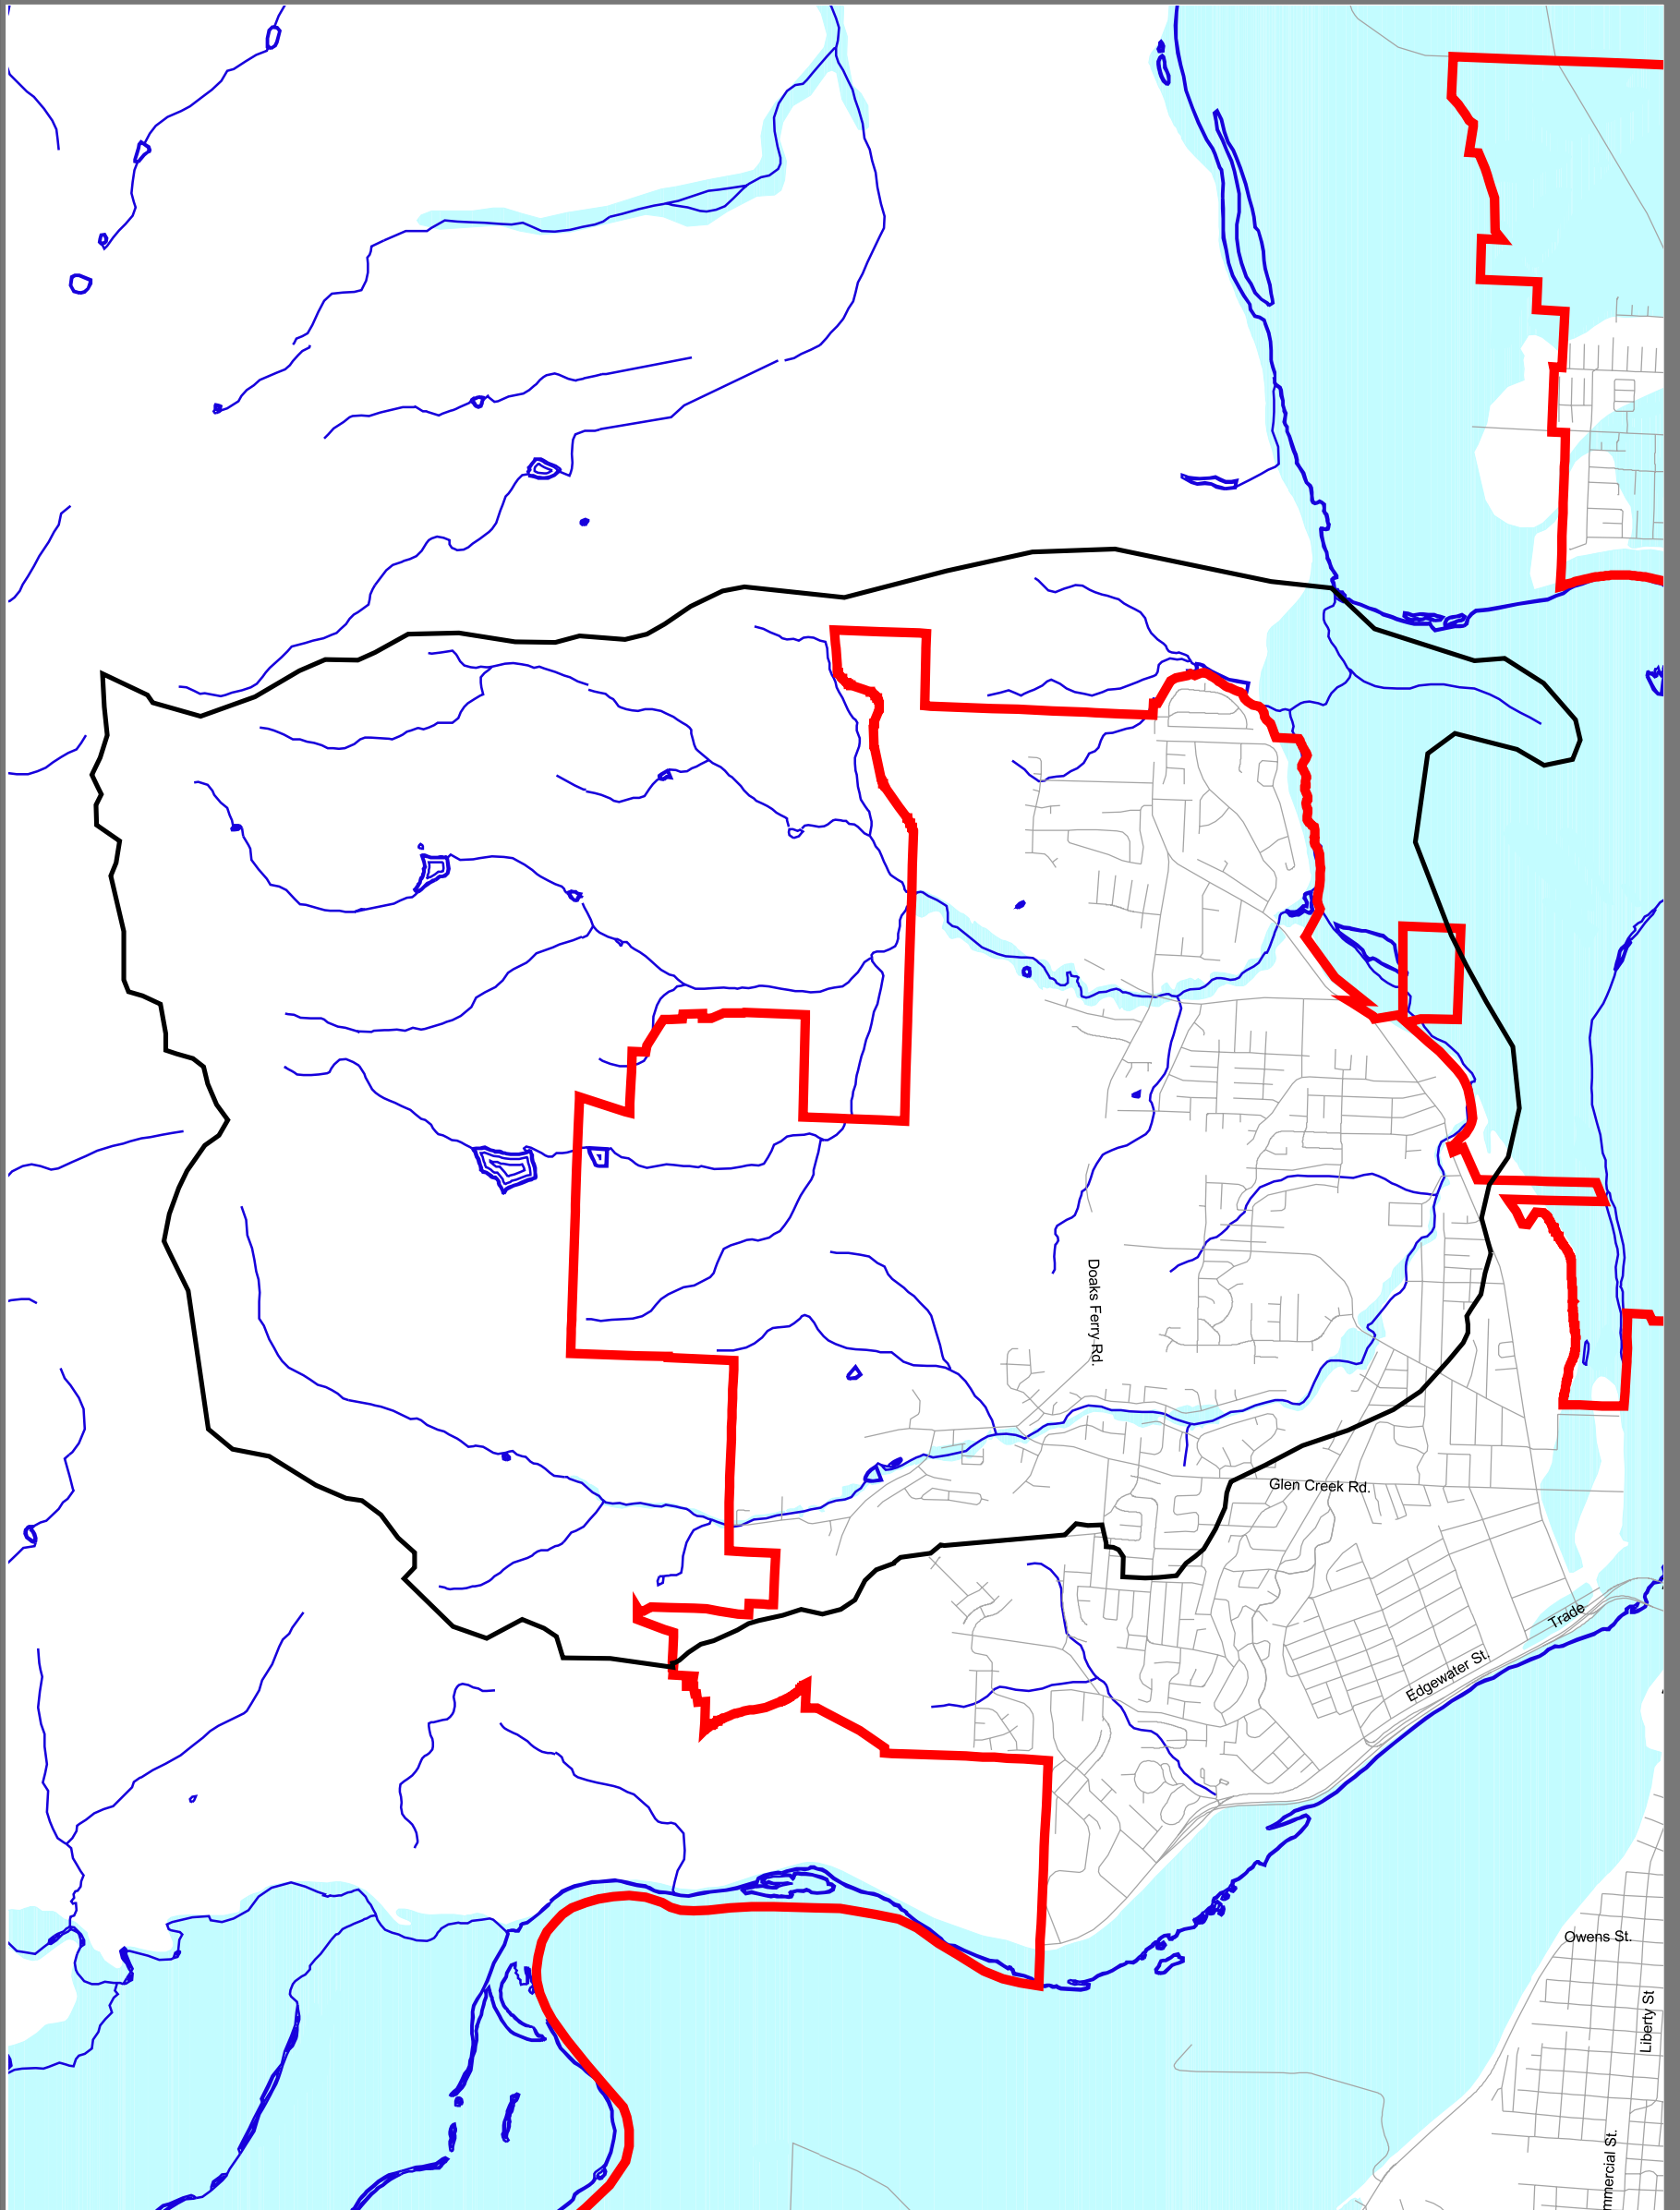 Doaks Ferry Rd.
Glen Creek Rd.
Trade
Edgewater St.
Owens St.
Liberty St
mmercial St.